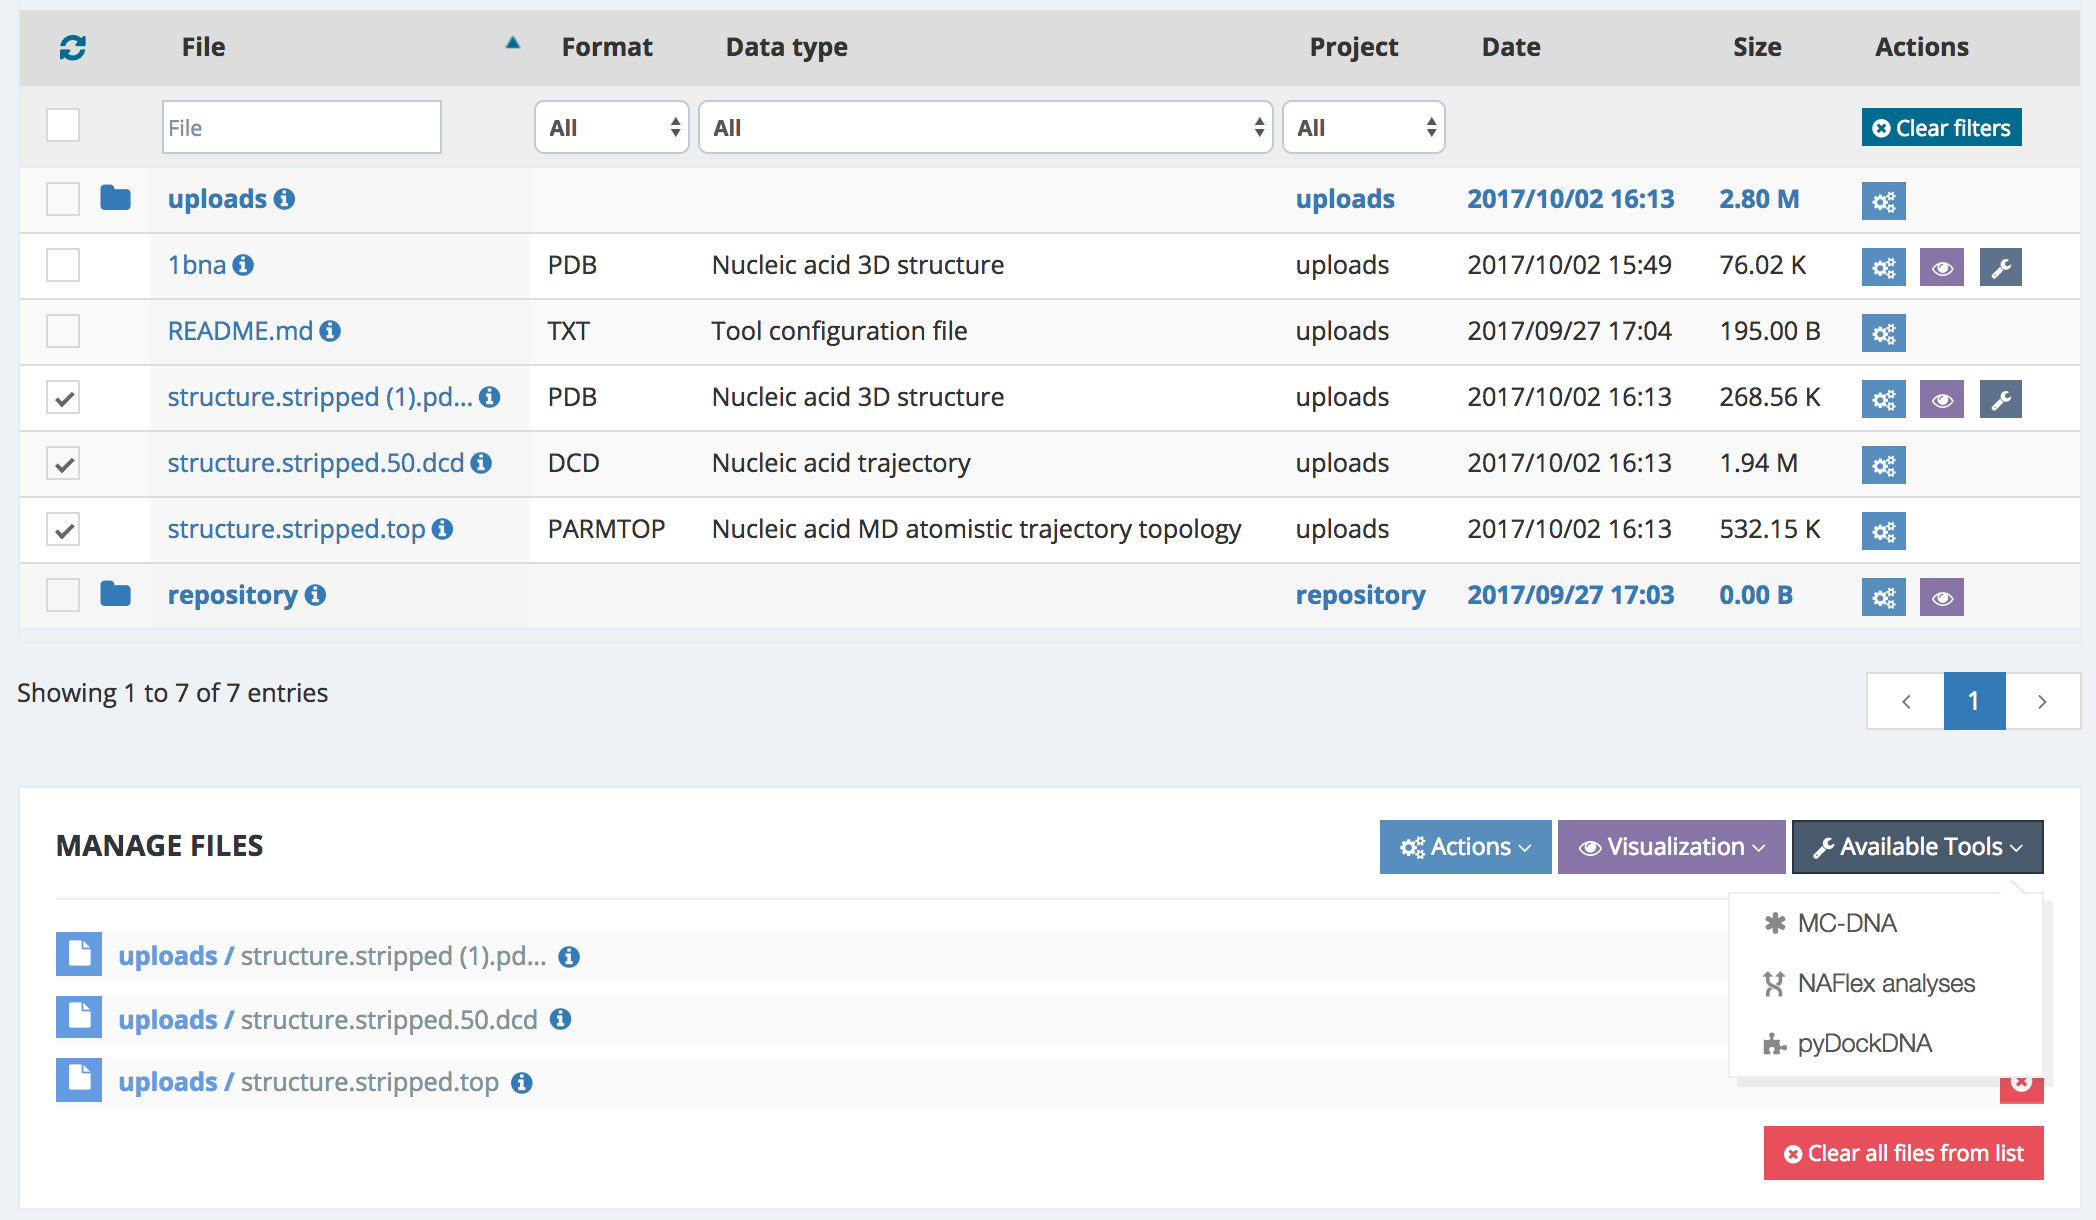 File Format Data type Project Date Size Actions
File All All All Clear filters
uploads uploads 2017/10/02 16:13 2.80 M
1bna PDB Nucleic acid 3D structure uploads 2017/10/02 15:49 76.02 K
README.md TXT Tool configuration file uploads 2017/09/27 17:04 195.00 B
structure.stripped (1).pd... PDB Nucleic acid 3D structure uploads 2017/10/02 16:13 268.56 K
structure.stripped.50.dcd DCD Nucleic acid trajectory uploads 2017/10/02 16:13 1.94 M
structure.stripped.top PARMTOP Nucleic acid MD atomistic trajectory topology uploads 2017/10/02 16:13 532.15 K
repository repository 2017/09/27 17:03 0.00 B
Showing 1 to 7 of 7 entries
< 1 >
MANAGE FILES Actions Visualization Available Tools
MC-DNA
uploads / structure.stripped (1).pd...
NAFlex analyses
uploads / structure.stripped.50.dcd
pyDockDNA
uploads / structure.stripped.top
Clear all files from list